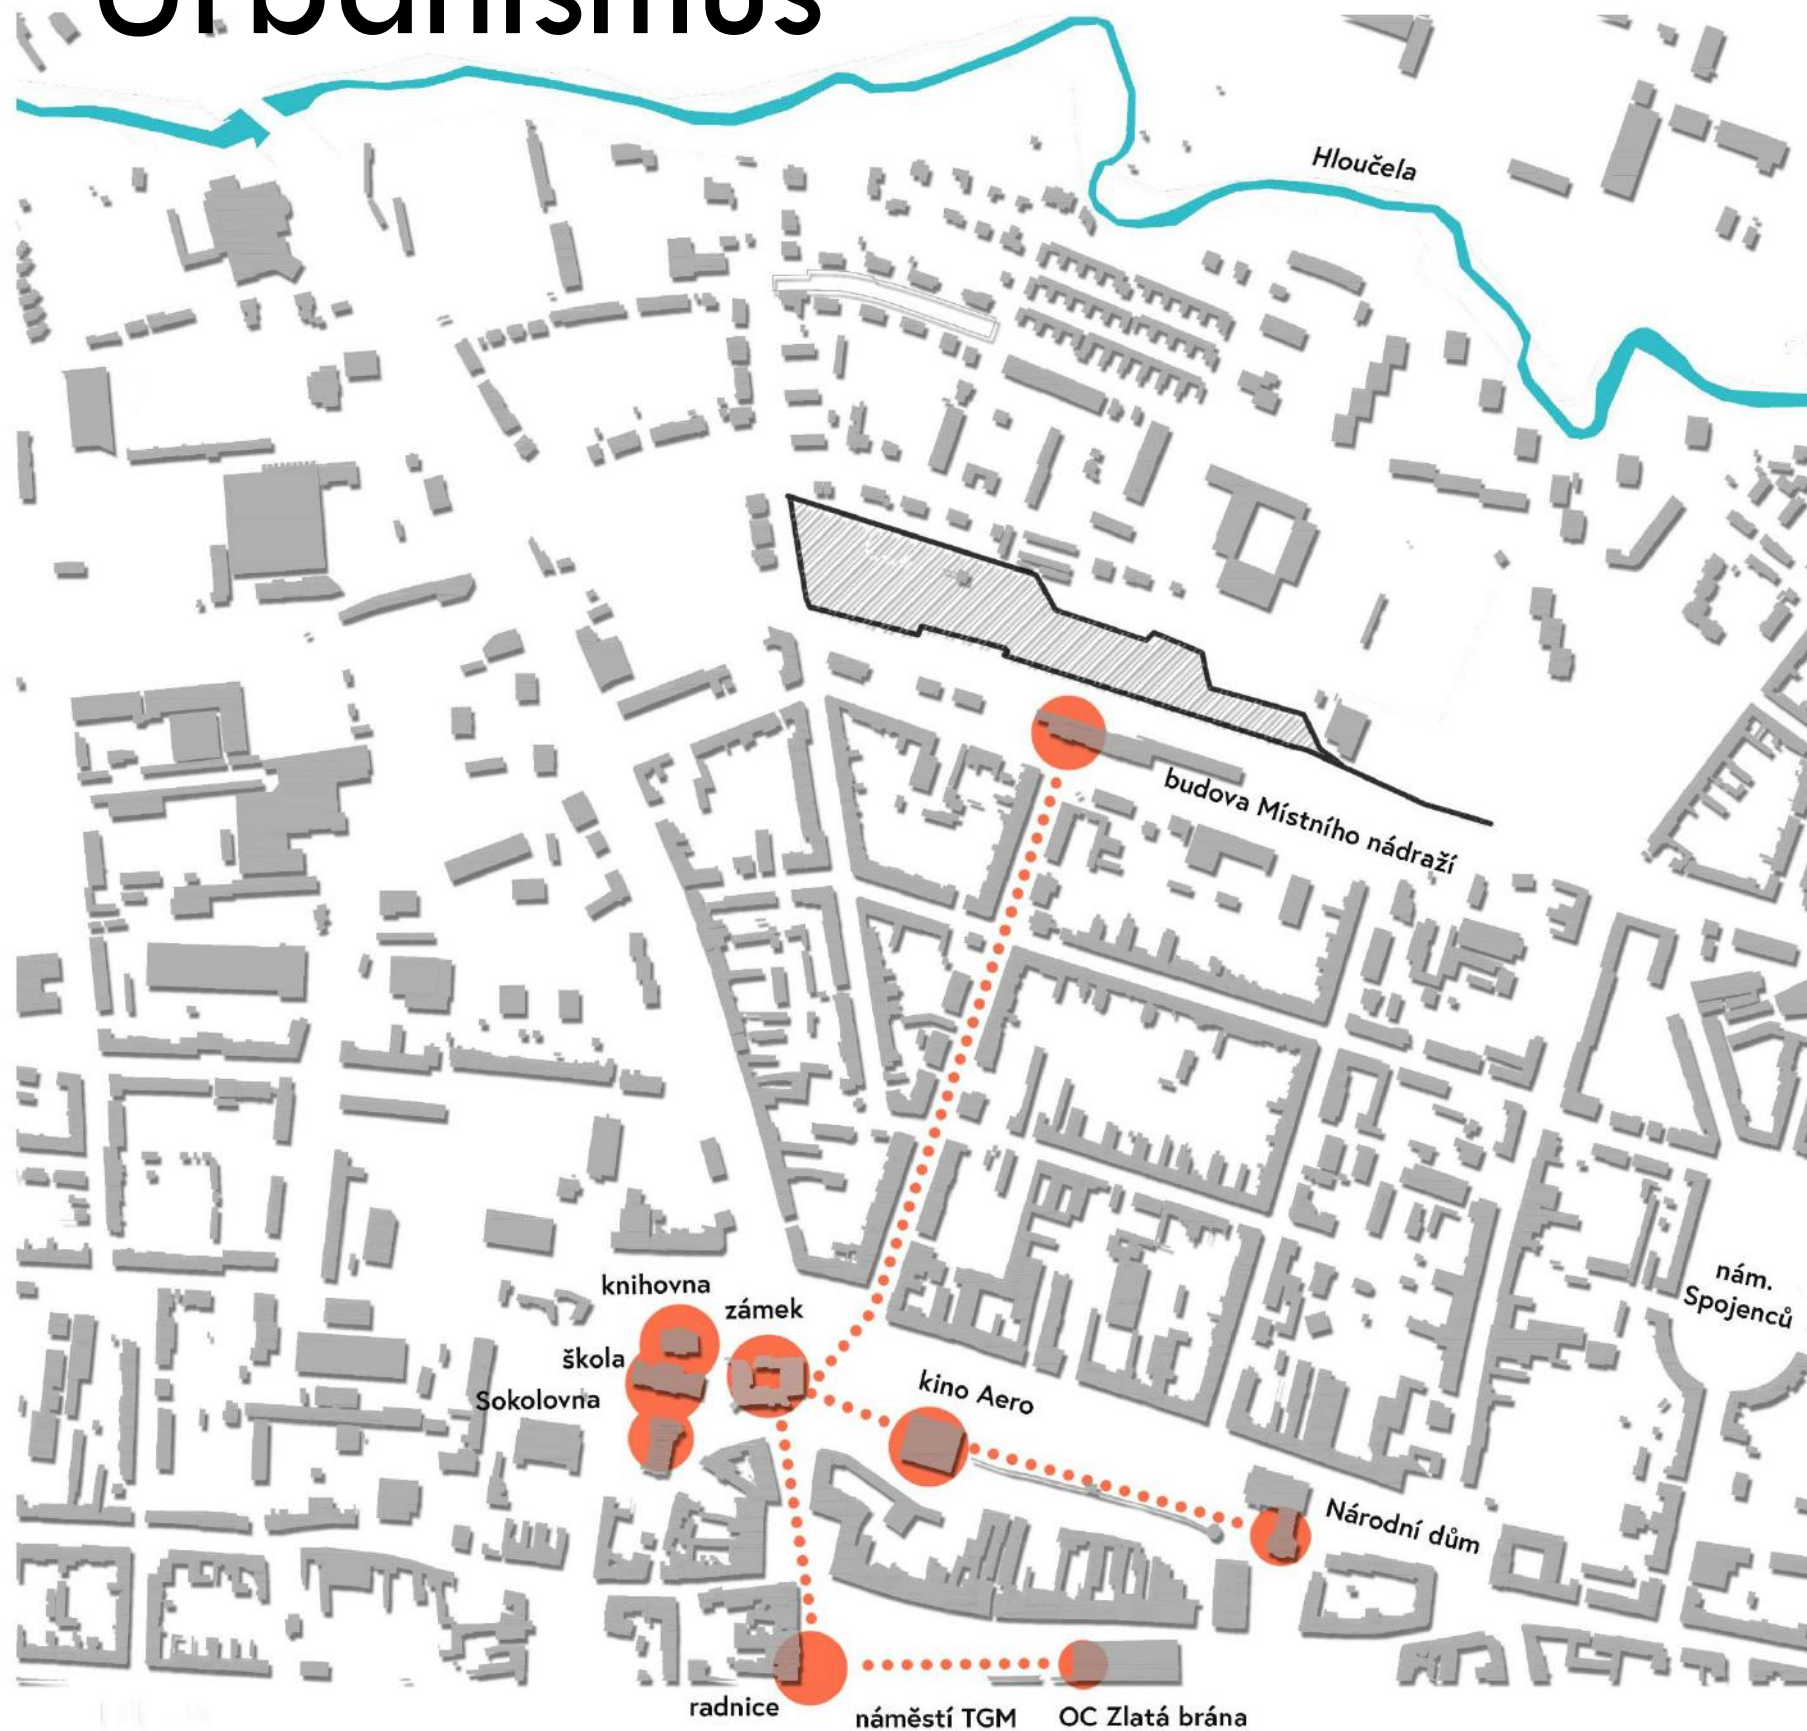 Urbanismus
Hloučela
budova Místního nádraží
nám.
Spojenců
knihovna
zámek
škola
Sokolovna
kino Aero
Národní dům
radnice
náměstí TGM
OC Zlatá brána